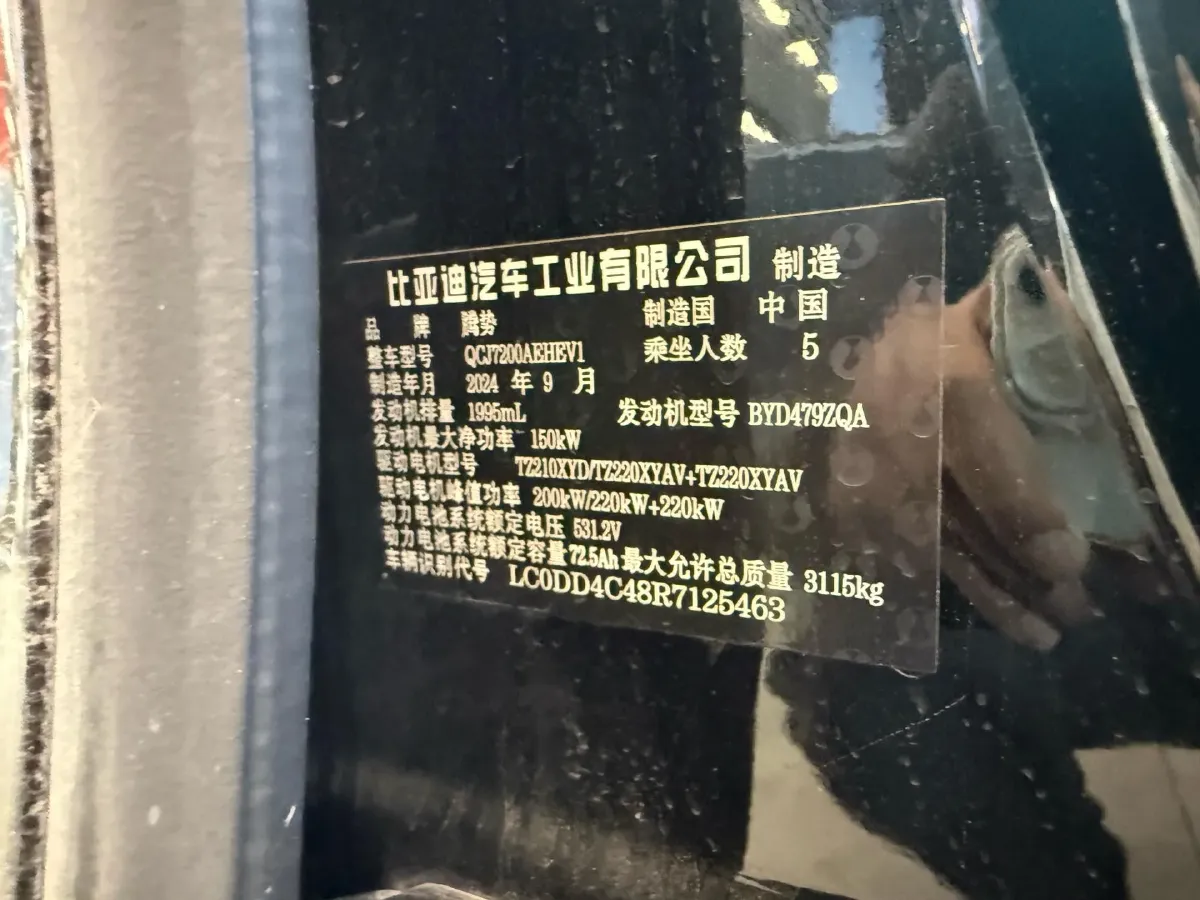 比亚迪汽车工业有限公司 制造
品 牌 腾势 制造国 中国
整车型号 QCJ7200AEHEV1 乘坐人数 5
制造年月 2024 年 9 月
发动机排量 1995mL 发动机型号 BYD479ZQA
发动机最大净功率 150kW
驱动电机型号 TZ210XYD/TZ220XYAV+TZ220XYAV
驱动电机峰值功率 200kW/220kW+220kW
动力电池系统额定电压 531.2V
动力电池系统额定容量 72.5Ah 最大允许总质量 3115kg
车辆识别代号 LC0DD4C48R7125463